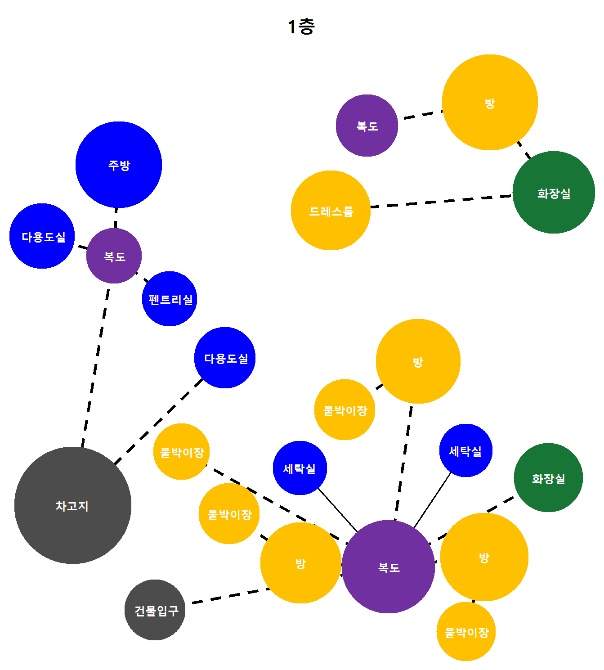 1층
방
복도
주방
화장실
드레스룸
다용도실
복도
펜트리실
다용도실
방
붙박이장
붙박이장
세탁실
세탁실
화장실
차고지
붙박이장
방
복도
방
건물입구
붙박이장